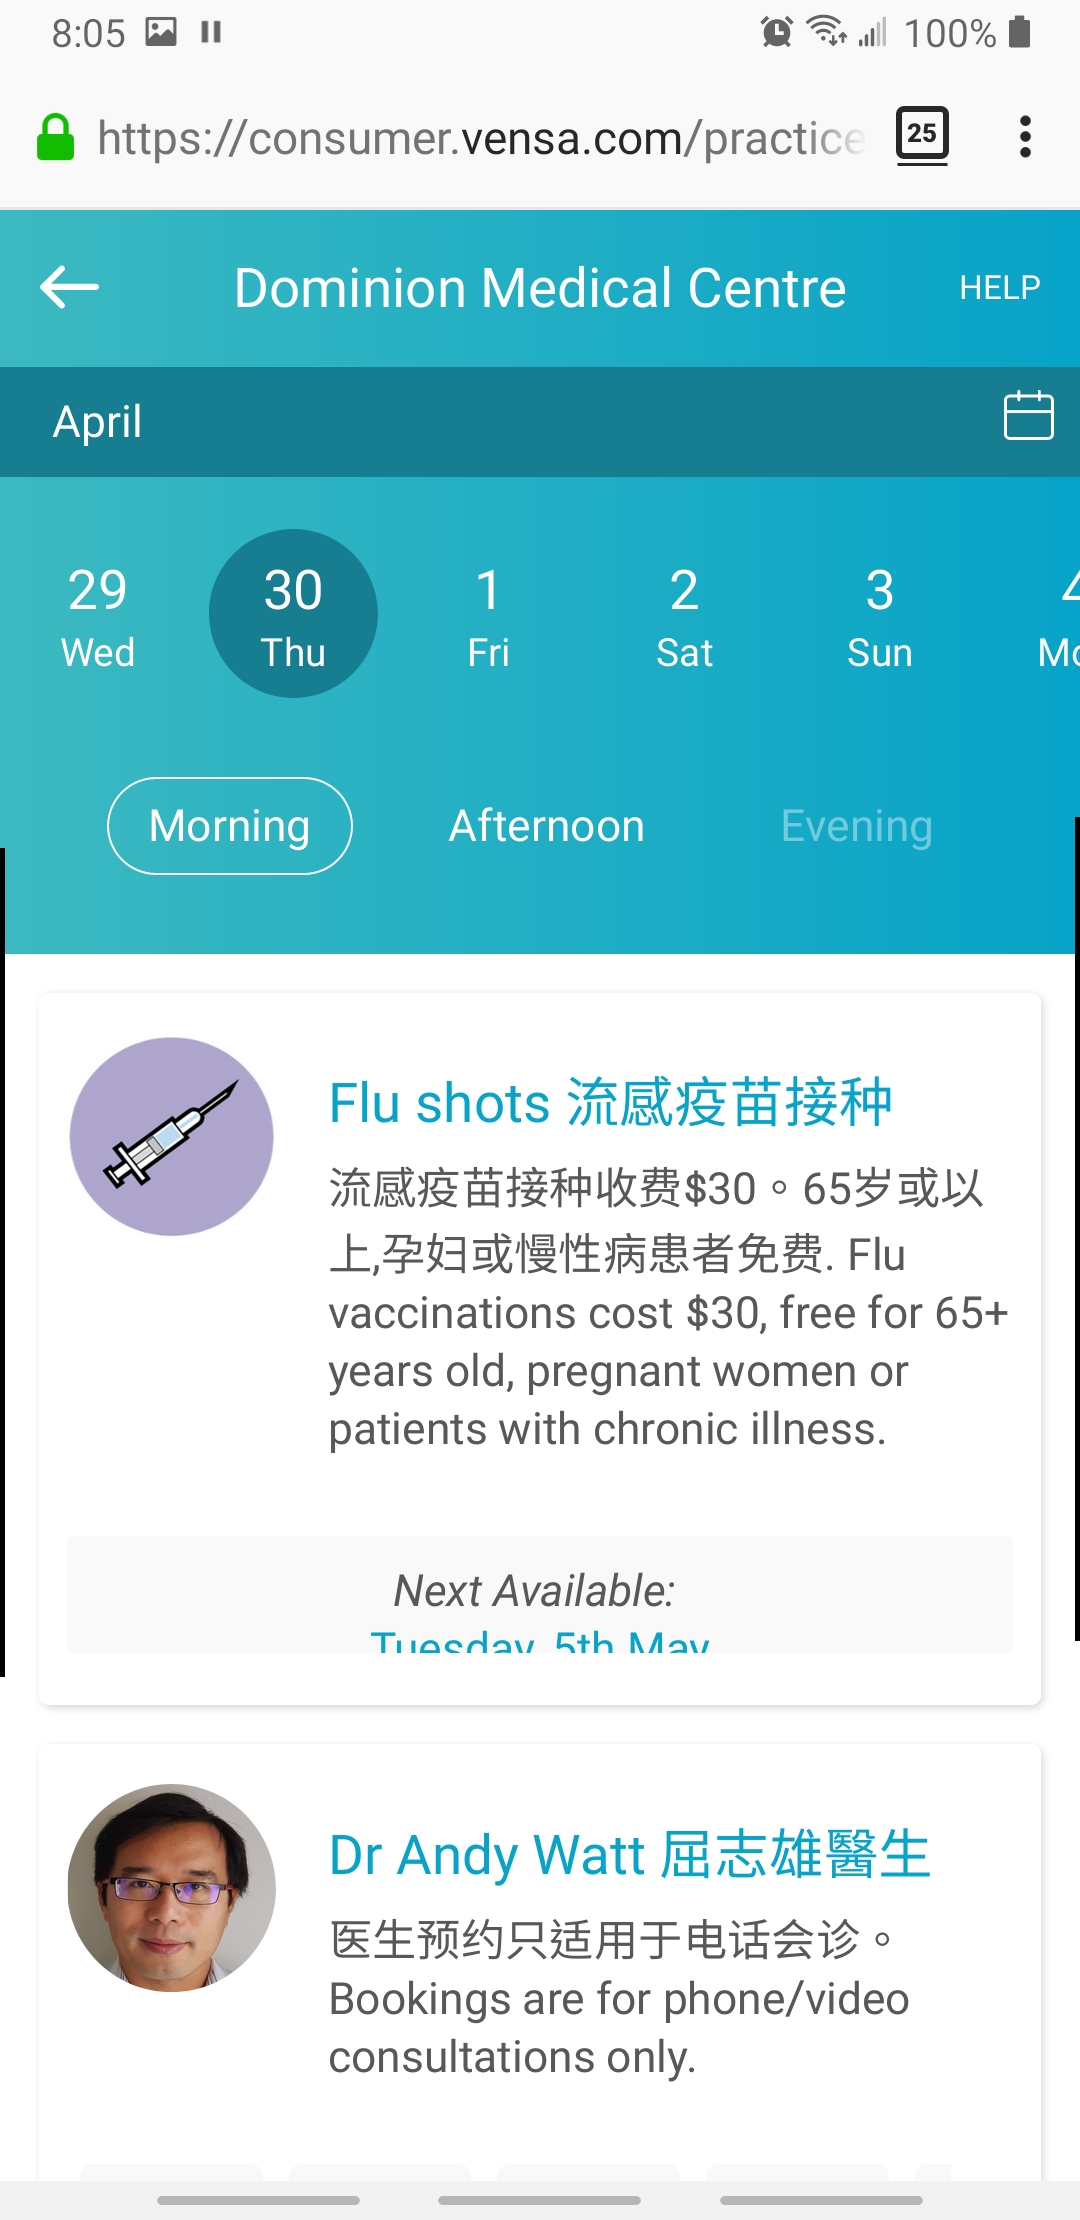 8:05
100%
https://consumer.vensa.com/practice
25
Dominion Medical Centre
HELP
April
29 30 1 2 3 4
Wed Thu Fri Sat Sun Mo
Morning Afternoon Evening
Flu shots 流感疫苗接种
流感疫苗接种收费$30。65岁或以
上,孕妇或慢性病患者免费. Flu
vaccinations cost $30, free for 65+
years old, pregnant women or
patients with chronic illness.
Next Available:
Tuesday, 5th May
Dr Andy Watt 屈志雄醫生
医生预约只适用于电话会诊。
Bookings are for phone/video
consultations only.